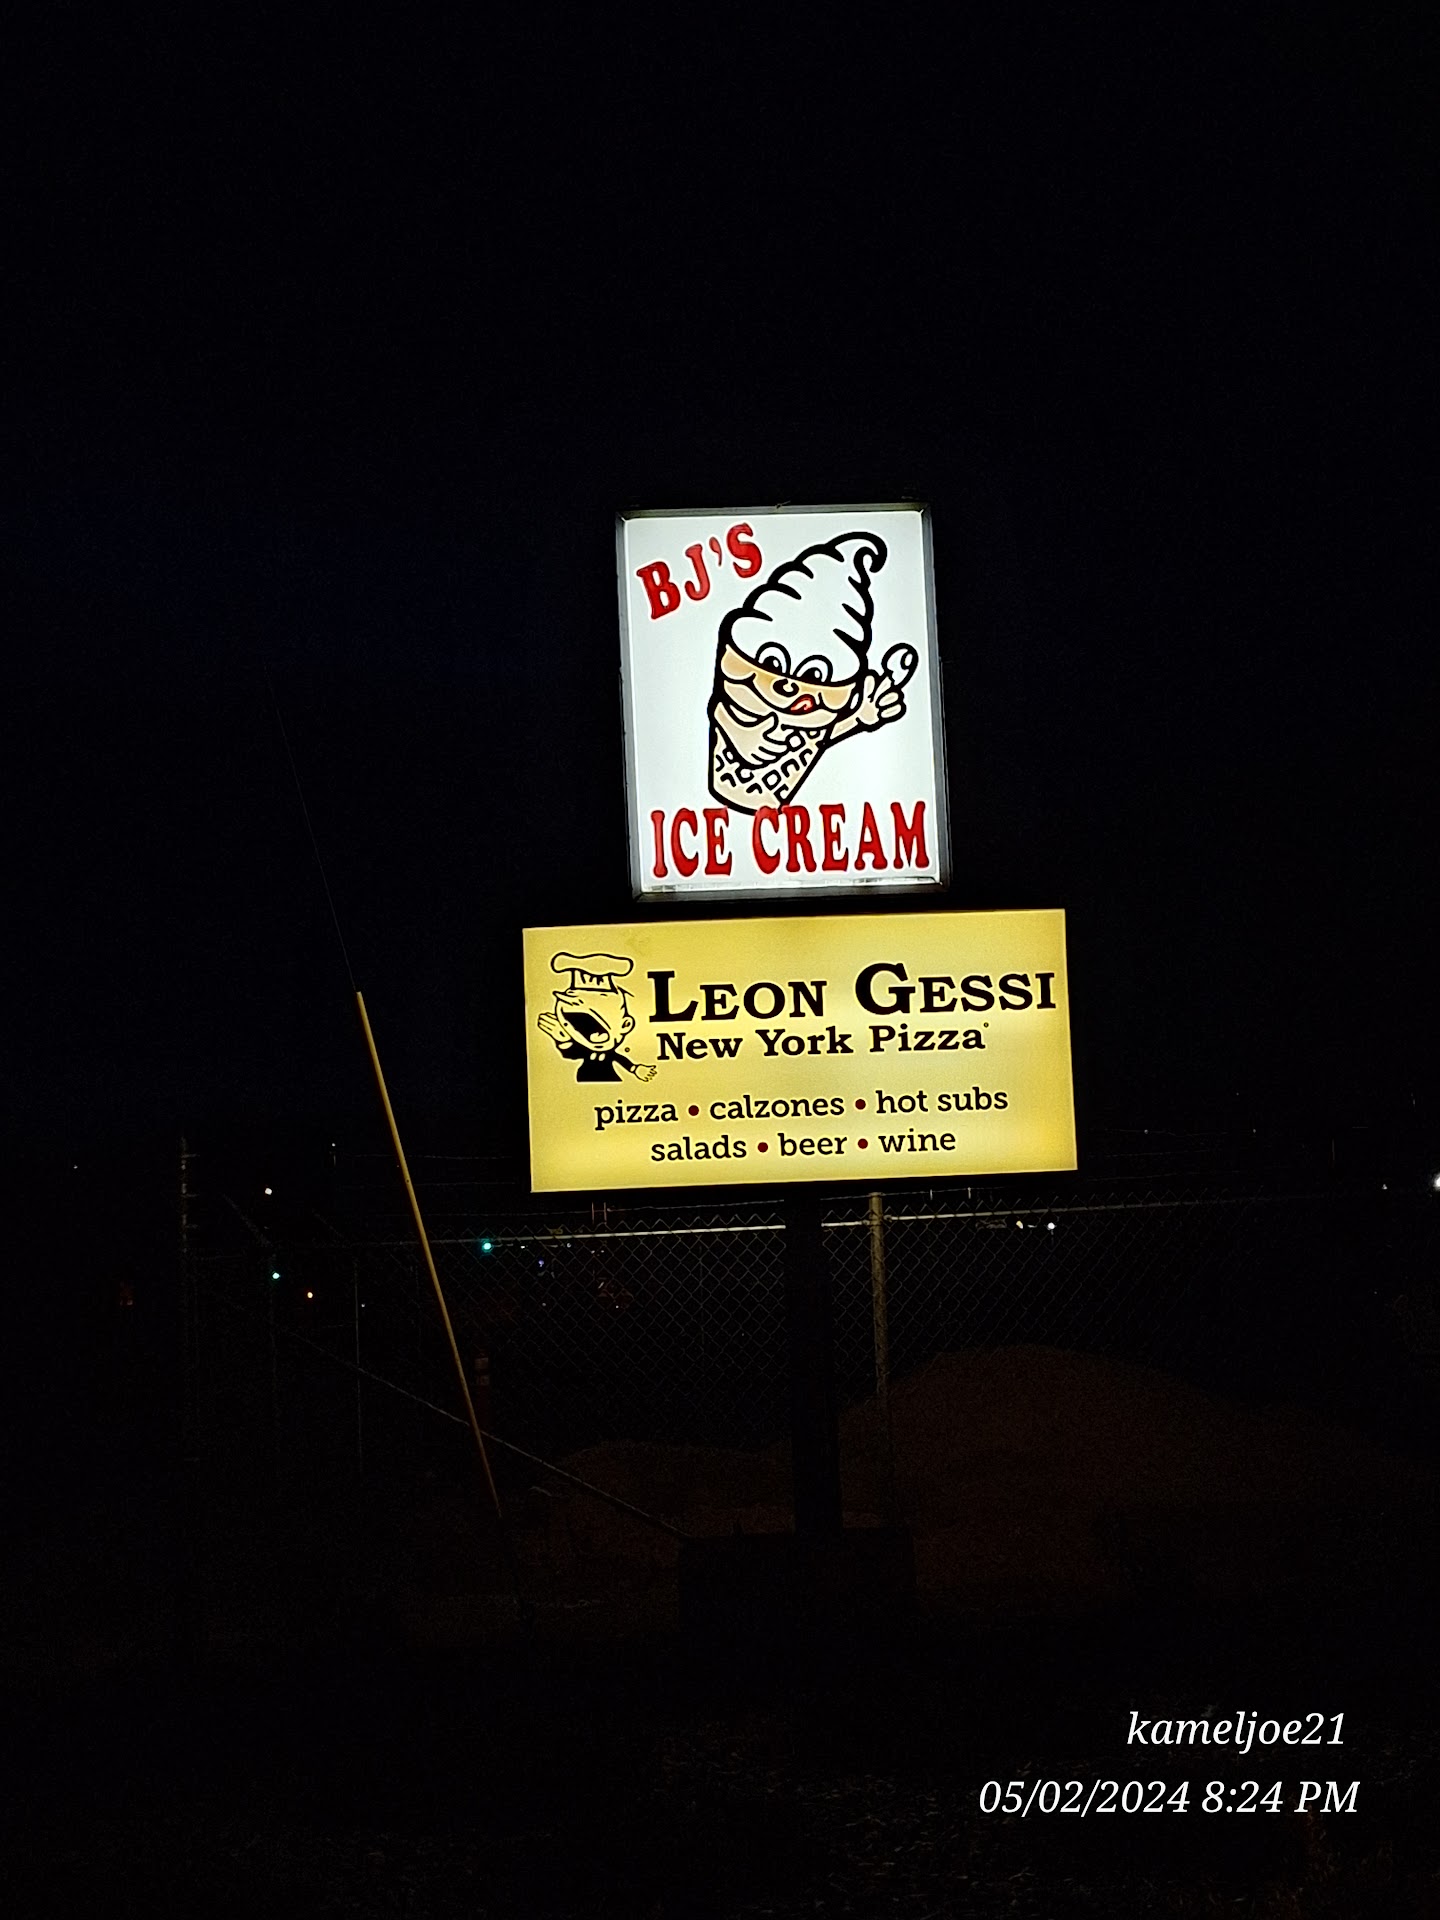 BJ'S
ICE CREAM
LEON GESSI
New York Pizza
pizza • calzones • hot subs
salads • beer • wine
kameljoe21
05/02/2024 8:24 PM